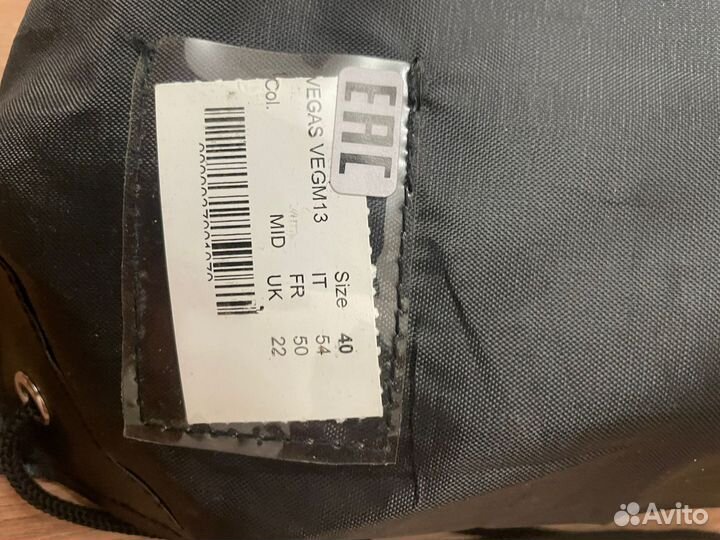 EAC
VEGAS VEGM13
Col.
MID
Size 40
IT 54
FR 50
UK 22
Avito